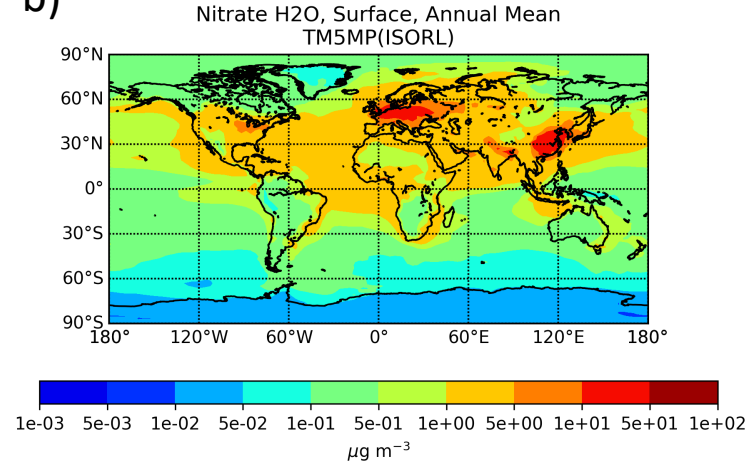 b)
Nitrate H2O, Surface, Annual Mean
TM5MP(ISORL)
90°N
60°N
30°N
0°
30°S
60°S
90°S
180° 120°W 60°W 0° 60°E 120°E 180°
1e-03 5e-03 1e-02 5e-02 1e-01 5e-01 1e+00 5e+00 1e+01 5e+01 1e+02
μg m⁻³